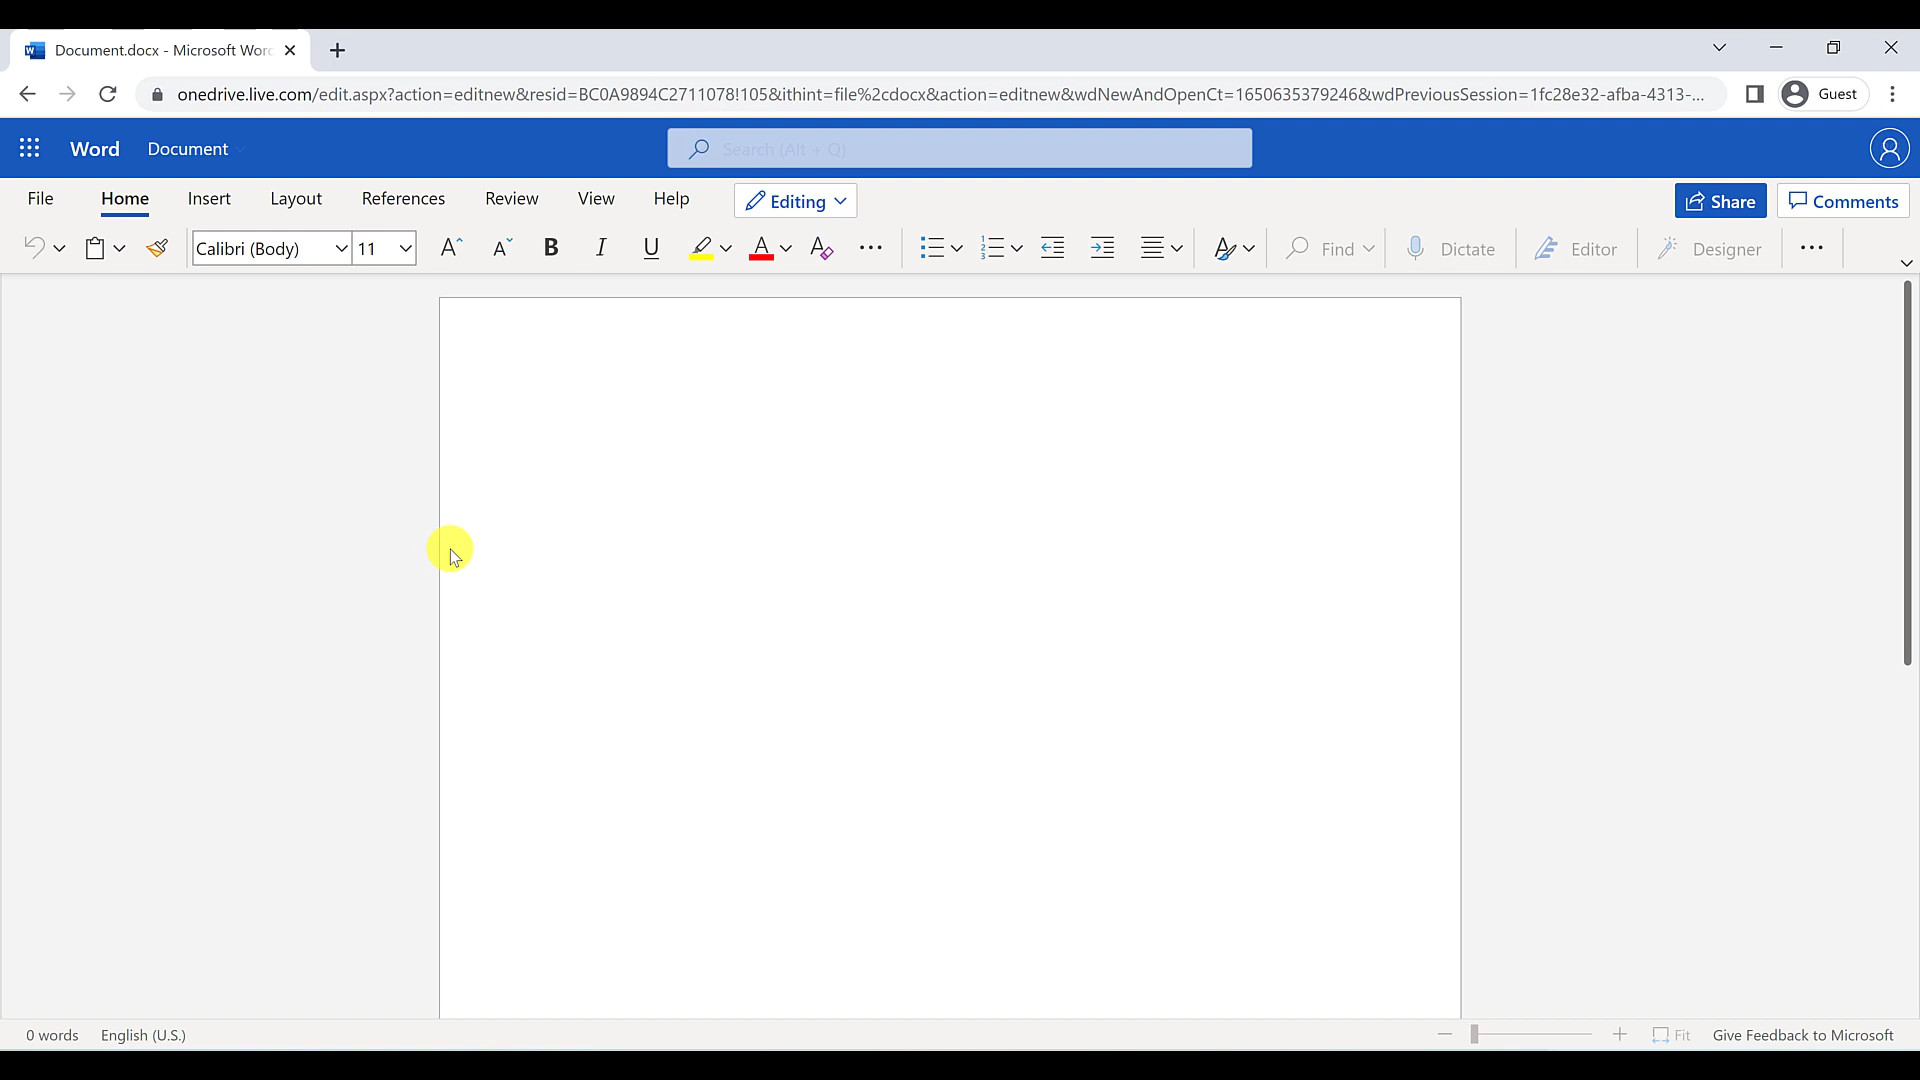 Document.docx - Microsoft Word
onedrive.live.com/edit.aspx?action=editnew&resid=BC0A9894C2711078!105&ithint=file%2cdocx&action=editnew&wdNewAndOpenCt=1650635379246&wdPreviousSession=1fc28e32-afba-4313-...
Guest
Word Document Search (Alt + Q)
File Home Insert Layout References Review View Help Editing Share Comments
Calibri (Body) 11 B I U Find Dictate Editor Designer
0 words English (U.S.) Fit Give Feedback to Microsoft